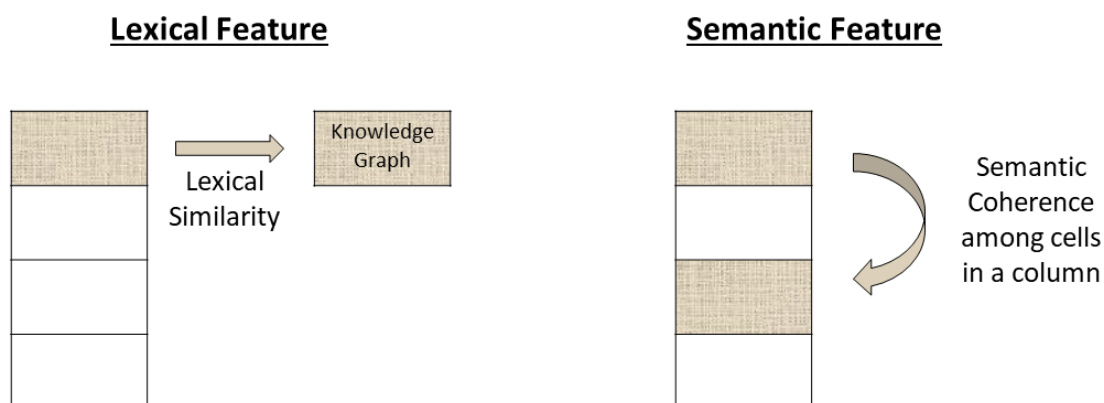 Lexical Feature
Knowledge
Graph
Lexical
Similarity
Semantic Feature
Semantic
Coherence
among cells
in a column